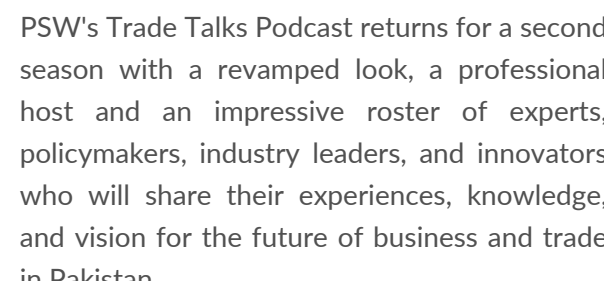 PSW's Trade Talks Podcast returns for a second
season with a revamped look, a professional
host and an impressive roster of experts,
policymakers, industry leaders, and innovators
who will share their experiences, knowledge,
and vision for the future of business and trade
in Pakistan